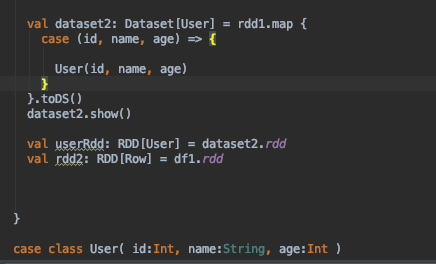 val dataset2: Dataset[User] = rdd1.map {
case (id, name, age) => {
User(id, name, age)
}
}.toDS()
dataset2.show()
val userRdd: RDD[User] = dataset2.rdd
val rdd2: RDD[Row] = df1.rdd
}
case class User( id:Int, name:String, age:Int )